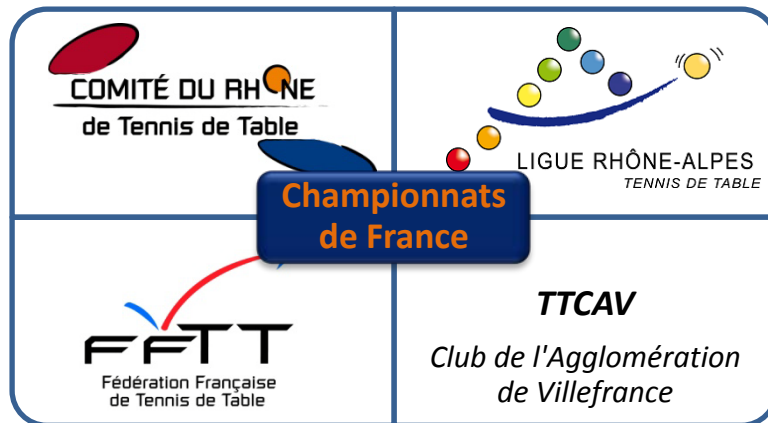 COMITÉ DU RHONE
de Tennis de Table
LIGUE RHÔNE-ALPES
TENNIS DE TABLE
Championnats
de France
FFTT
Fédération Française
de Tennis de Table
TTCAV
Club de l'Agglomération
de Villefrance